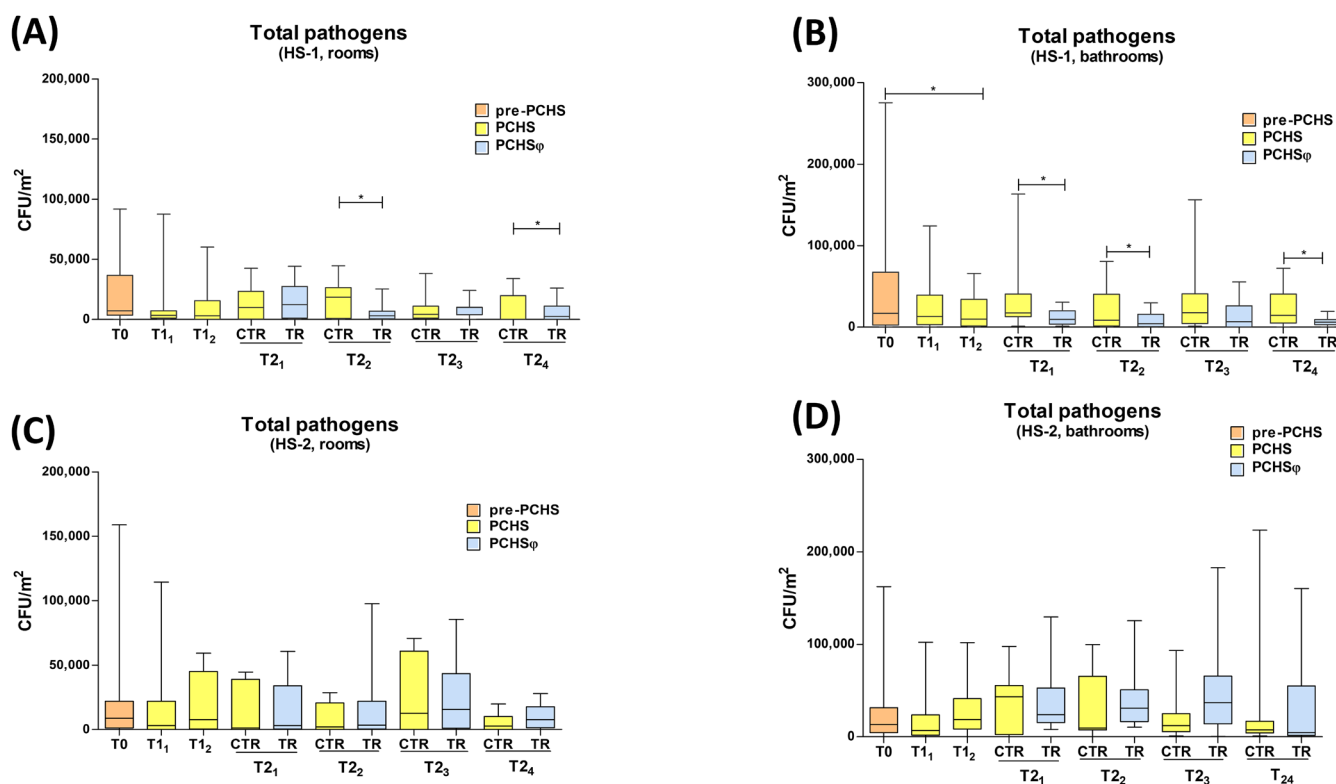 (A)
Total pathogens
(HS-1, rooms)
200,000
150,000
100,000
50,000
0
CFU/m²
pre-PCHS
PCHS
PCHSφ
*
*
T0 T1₁ T1₂ CTR TR CTR TR CTR TR CTR TR
T2₁ T2₂ T2₃ T2₄
(B)
Total pathogens
(HS-1, bathrooms)
300,000
200,000
100,000
0
CFU/m²
pre-PCHS
PCHS
PCHSφ
*
*
*
*
T0 T1₁ T1₂ CTR TR CTR TR CTR TR CTR TR
T2₁ T2₂ T2₃ T2₄
(C)
Total pathogens
(HS-2, rooms)
200,000
150,000
100,000
50,000
0
CFU/m²
pre-PCHS
PCHS
PCHSφ
T0 T1₁ T1₂ CTR TR CTR TR CTR TR CTR TR
T2₁ T2₂ T2₃ T2₄
(D)
Total pathogens
(HS-2, bathrooms)
300,000
200,000
100,000
0
CFU/m²
pre-PCHS
PCHS
PCHSφ
T0 T1₁ T1₂ CTR TR CTR TR CTR TR CTR TR
T2₁ T2₂ T2₃ T₂₄